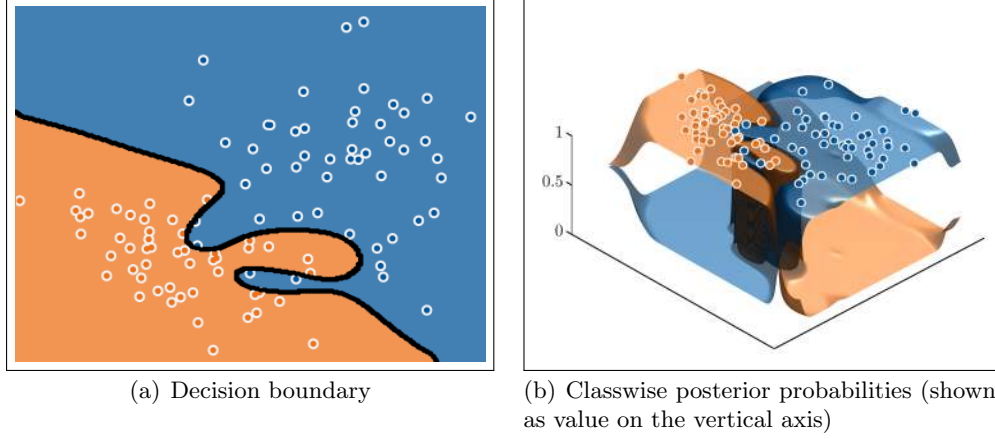 1
0.5
0
(a) Decision boundary
(b) Classwise posterior probabilities (shown
as value on the vertical axis)